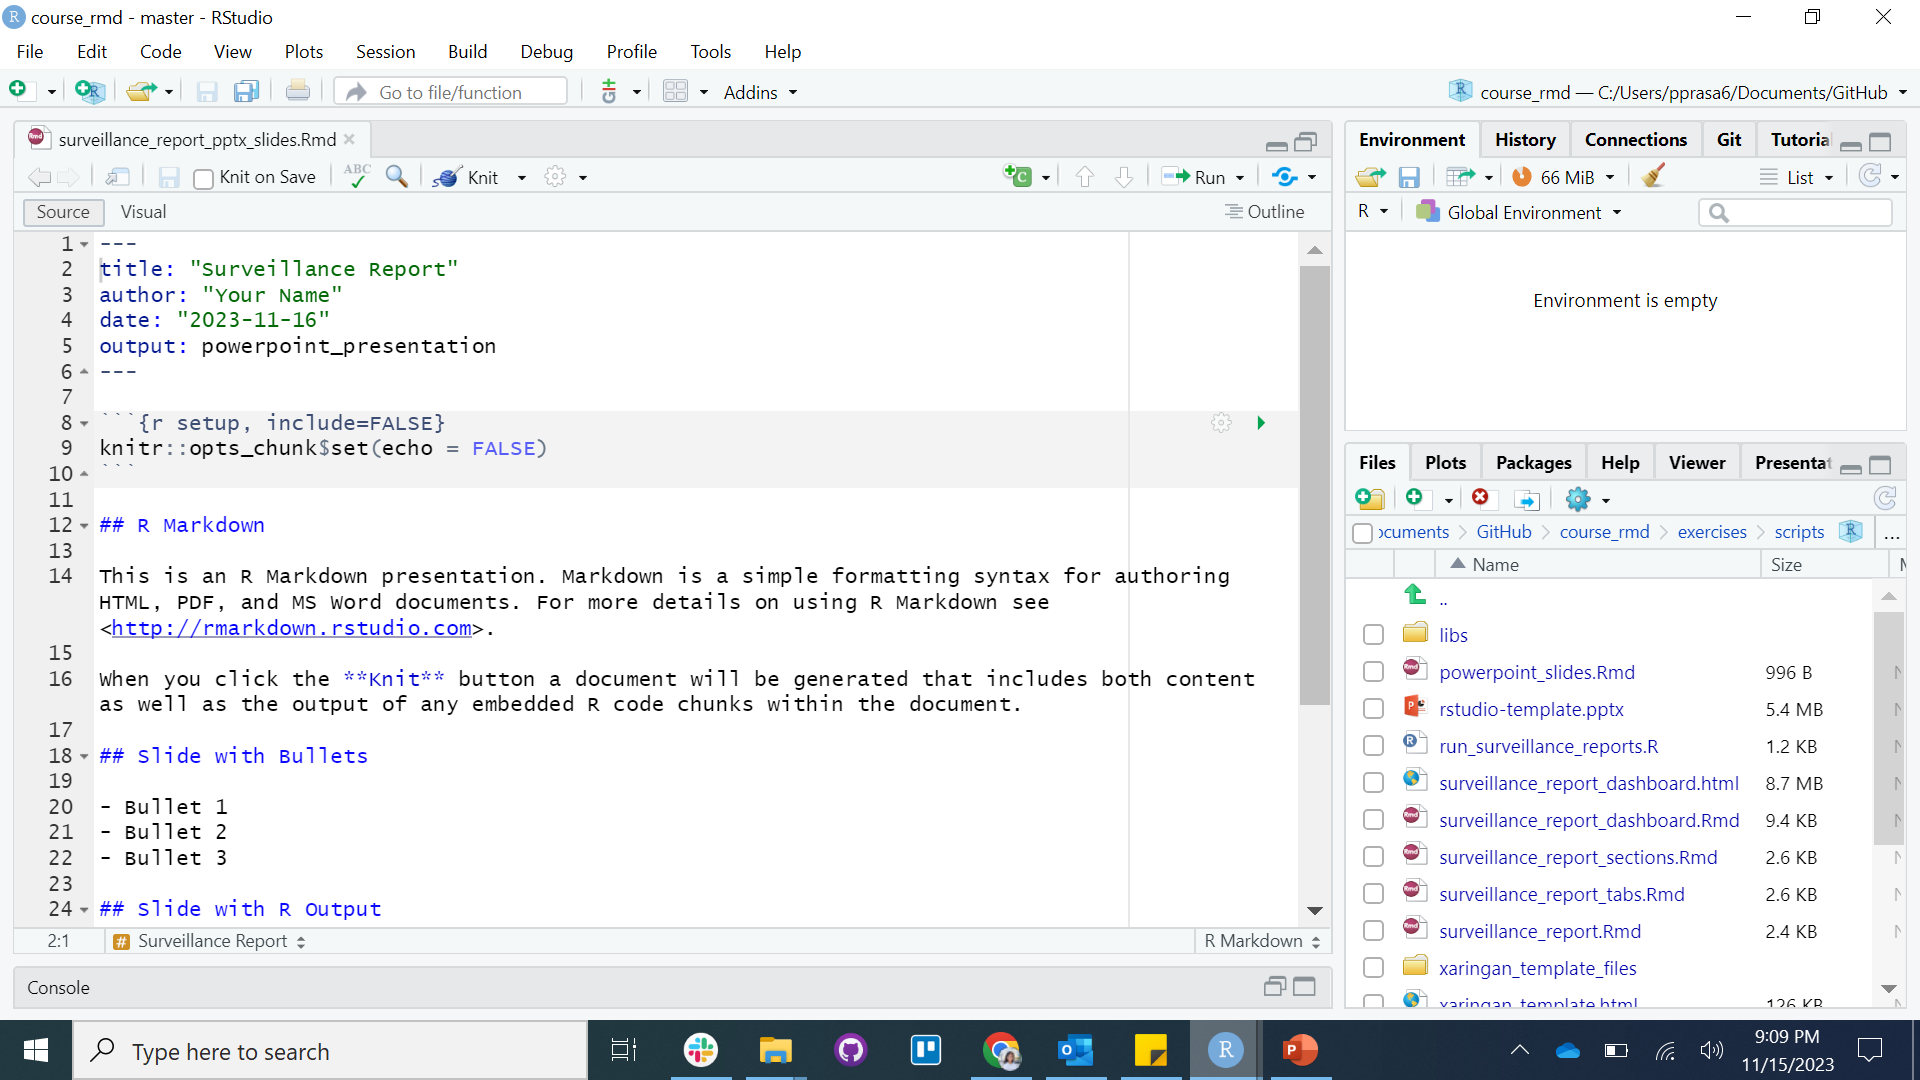 course_rmd - master - RStudio
File Edit Code View Plots Session Build Debug Profile Tools Help
Go to file/function
Addins
course_rmd — C:/Users/pprasa6/Documents/GitHub
surveillance_report_pptx_slides.Rmd
Knit on Save
ABC
Knit
Run
Source Visual
Outline
1 ---
2 title: "Surveillance Report"
3 author: "Your Name"
4 date: "2023-11-16"
5 output: powerpoint_presentation
6 ---
7
8 ```{r setup, include=FALSE}
9 knitr::opts_chunk$set(echo = FALSE)
10 ```
11
12 ## R Markdown
13
14 This is an R Markdown presentation. Markdown is a simple formatting syntax for authoring
HTML, PDF, and MS Word documents. For more details on using R Markdown see
<http://rmarkdown.rstudio.com>.
15
16 When you click the **Knit** button a document will be generated that includes both content
as well as the output of any embedded R code chunks within the document.
17
18 ## Slide with Bullets
19
20 - Bullet 1
21 - Bullet 2
22 - Bullet 3
23
24 ## Slide with R Output
2:1 # Surveillance Report
R Markdown
Console
Environment History Connections Git Tutoria
66 MiB
List
R Global Environment
Environment is empty
Files Plots Packages Help Viewer Presentat
ocuments GitHub course_rmd exercises scripts R ...
Name Size
..
libs
powerpoint_slides.Rmd 996 B
rstudio-template.pptx 5.4 MB
run_surveillance_reports.R 1.2 KB
surveillance_report_dashboard.html 8.7 MB
surveillance_report_dashboard.Rmd 9.4 KB
surveillance_report_sections.Rmd 2.6 KB
surveillance_report_tabs.Rmd 2.6 KB
surveillance_report.Rmd 2.4 KB
xaringan_template_files
xaringan_template.html 126 KB
Type here to search
9:09 PM
11/15/2023